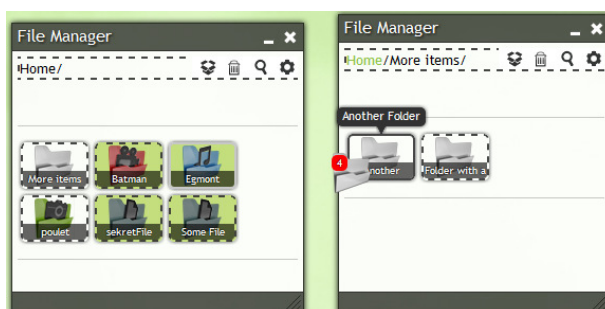 File Manager
Home/
More items
Batman
Egmont
poulet
sekretFile
Some File
File Manager
Home/More items/
Another Folder
4
Another
Folder with a